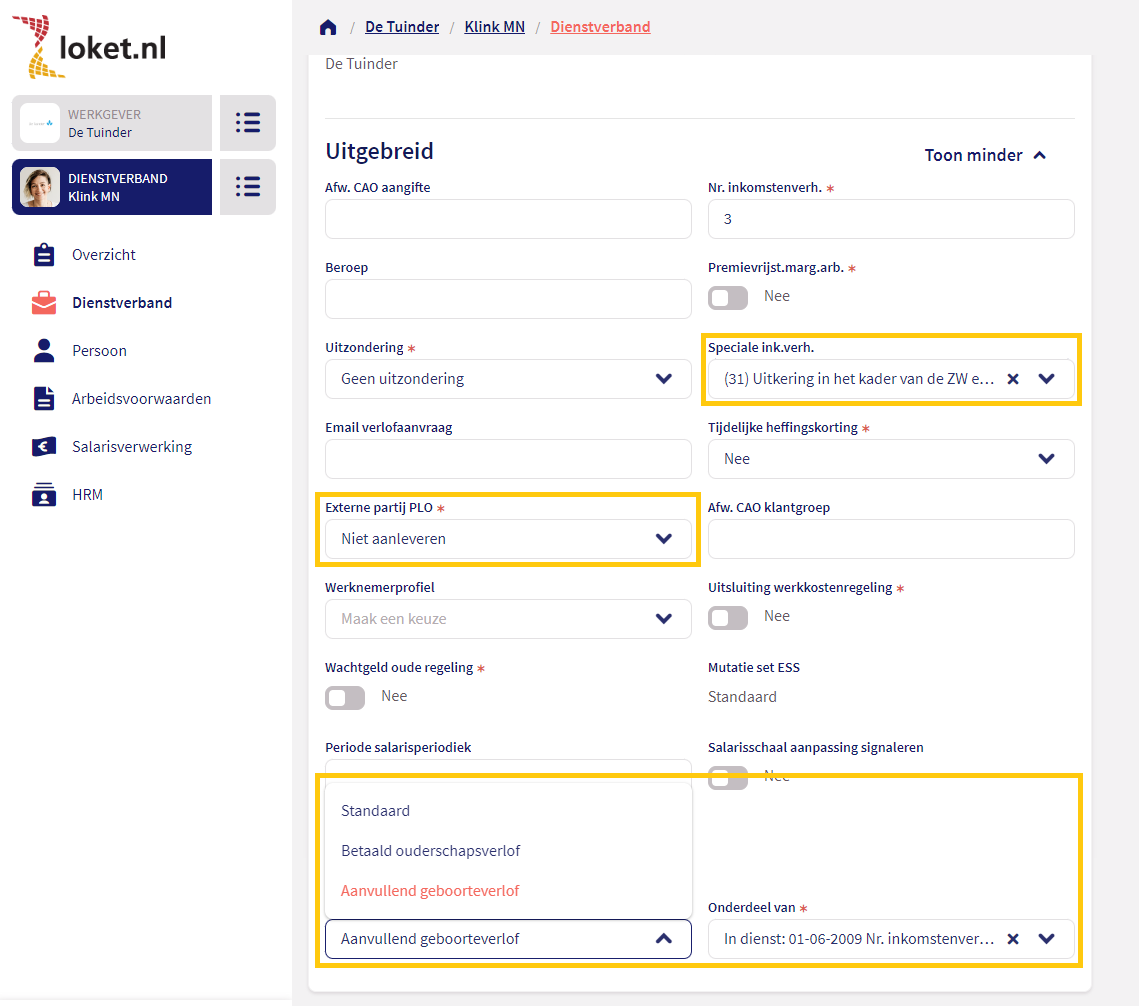 loket.nl
WERKGEVER
De Tuinder
DIENSTVERBAND
Klink MN
Overzicht
Dienstverband
Persoon
Arbeidsvoorwaarden
Salarisverwerking
HRM
/ De Tuinder / Klink MN / Dienstverband
De Tuinder
Uitgebreid
Toon minder
Afw. CAO aangifte
Nr. inkomstenverh. *
3
Beroep
Premievrijst.marg.arb. *
Nee
Uitzondering *
Geen uitzondering
Speciale ink.verh.
(31) Uitkering in het kader van de ZW e...
Email verlofaanvraag
Tijdelijke heffingskorting *
Nee
Externe partij PLO *
Niet aanleveren
Afw. CAO klantgroep
Werknemerprofiel
Maak een keuze
Uitsluiting werkkostenregeling *
Nee
Wachtgeld oude regeling *
Nee
Mutatie set ESS
Standaard
Periode salarisperiodiek
Salarisschaal aanpassing signaleren
Nee
Standaard
Betaald ouderschapsverlof
Aanvullend geboorteverlof
Aanvullend geboorteverlof
Onderdeel van *
In dienst: 01-06-2009 Nr. inkomstenver...